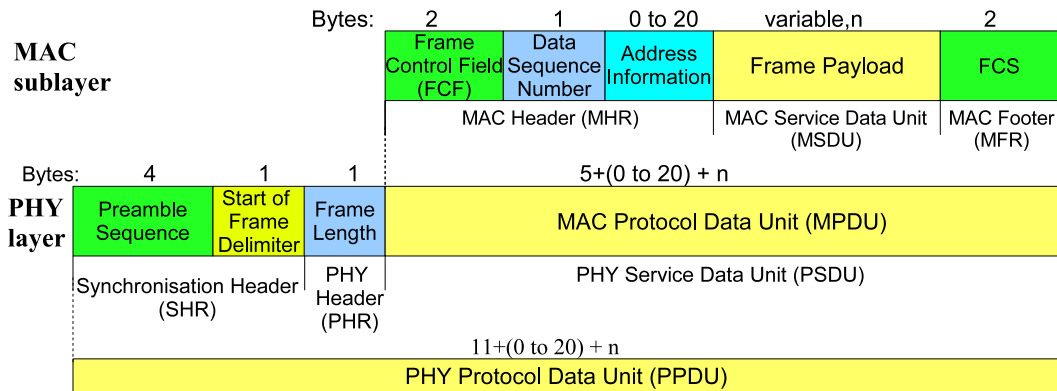 Bytes: 2 1 0 to 20 variable,n 2
MAC
sublayer
Frame
Control Field
(FCF)
Data
Sequence
Number
Address
Information
Frame Payload
FCS
MAC Header (MHR)
MAC Service Data Unit
(MSDU)
MAC Footer
(MFR)
Bytes: 4 1 1 5+(0 to 20) + n
PHY
layer
Preamble
Sequence
Start of
Frame
Delimiter
Frame
Length
MAC Protocol Data Unit (MPDU)
Synchronisation Header
(SHR)
PHY
Header
(PHR)
PHY Service Data Unit (PSDU)
11+(0 to 20) + n
PHY Protocol Data Unit (PPDU)